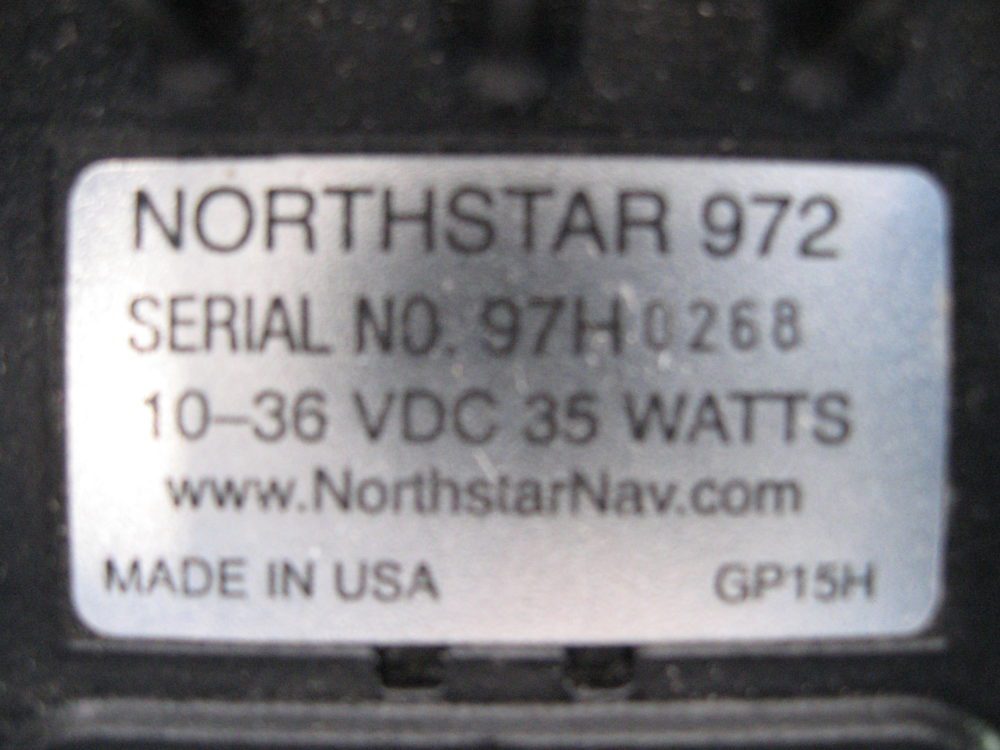 NORTHSTAR 972
SERIAL NO. 97H0268
10–36 VDC 35 WATTS
www.NorthstarNav.com
MADE IN USA GP15H